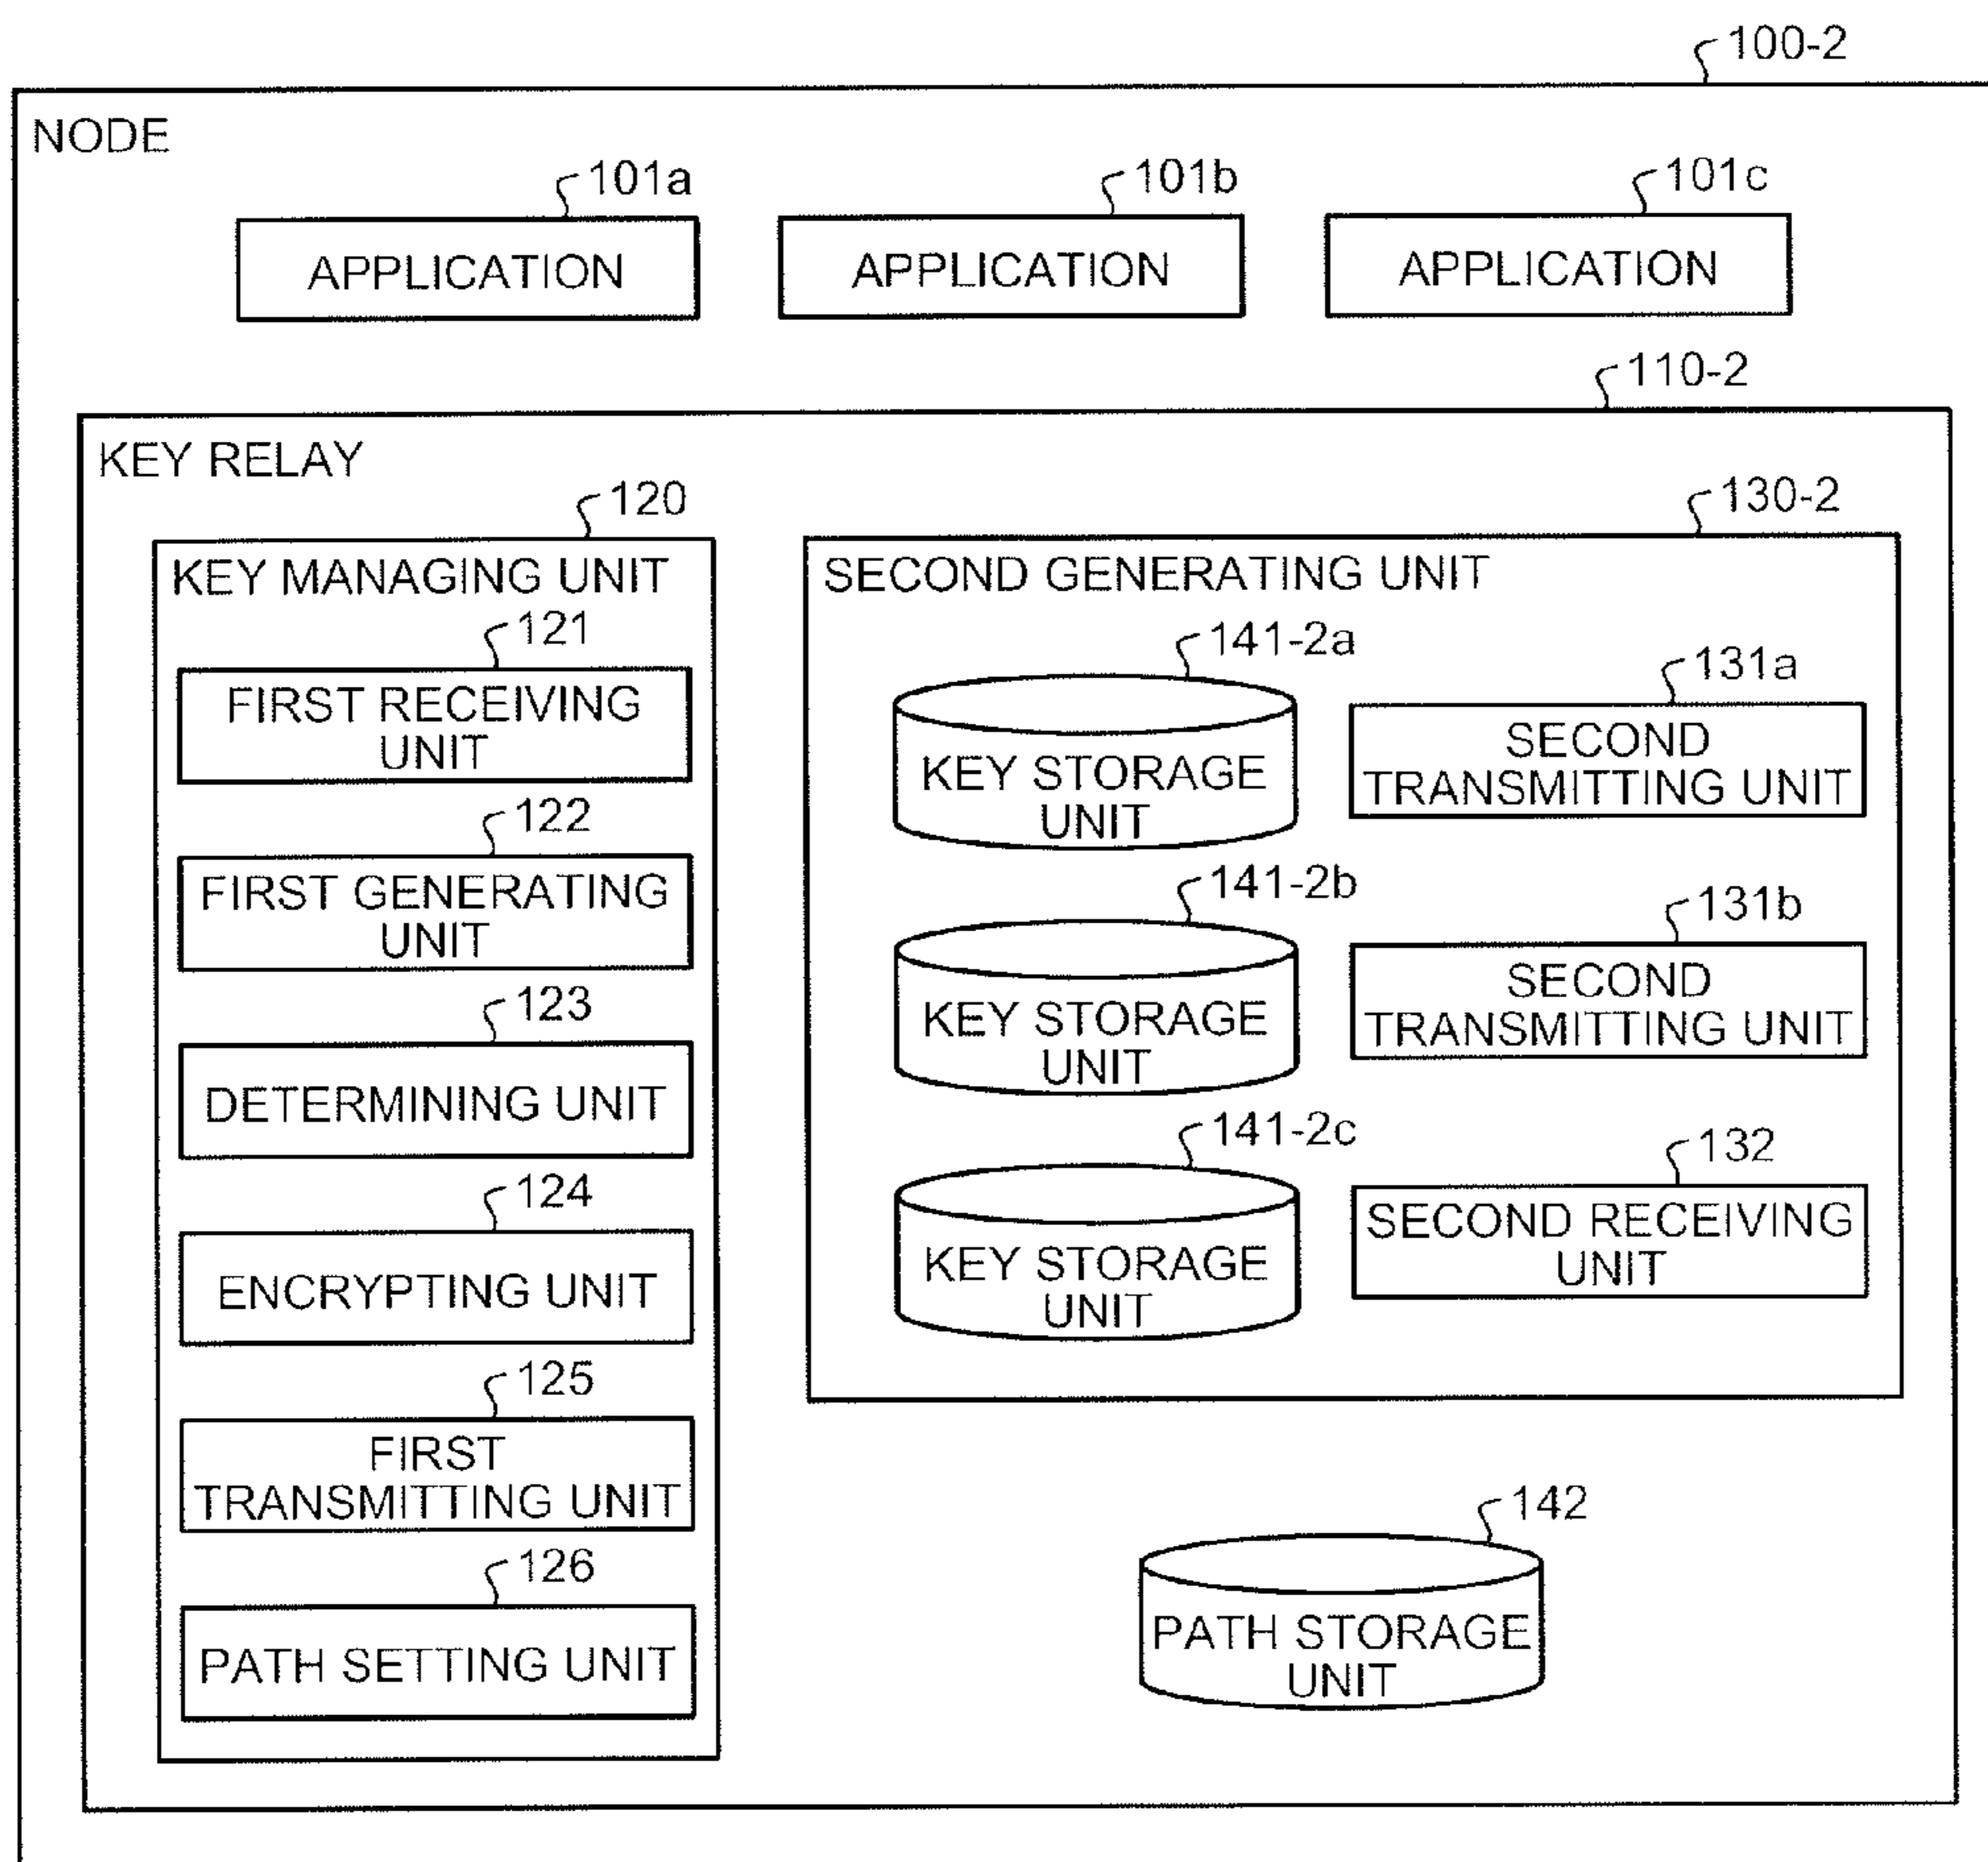 100-2
NODE
101a
101b
101c
APPLICATION
APPLICATION
APPLICATION
110-2
KEY RELAY
120
KEY MANAGING UNIT
121
FIRST RECEIVING
UNIT
122
FIRST GENERATING
UNIT
123
DETERMINING UNIT
124
ENCRYPTING UNIT
125
FIRST
TRANSMITTING UNIT
126
PATH SETTING UNIT
130-2
SECOND GENERATING UNIT
141-2a
KEY STORAGE
UNIT
131a
SECOND
TRANSMITTING UNIT
141-2b
KEY STORAGE
UNIT
131b
SECOND
TRANSMITTING UNIT
141-2c
KEY STORAGE
UNIT
132
SECOND RECEIVING
UNIT
142
PATH STORAGE
UNIT